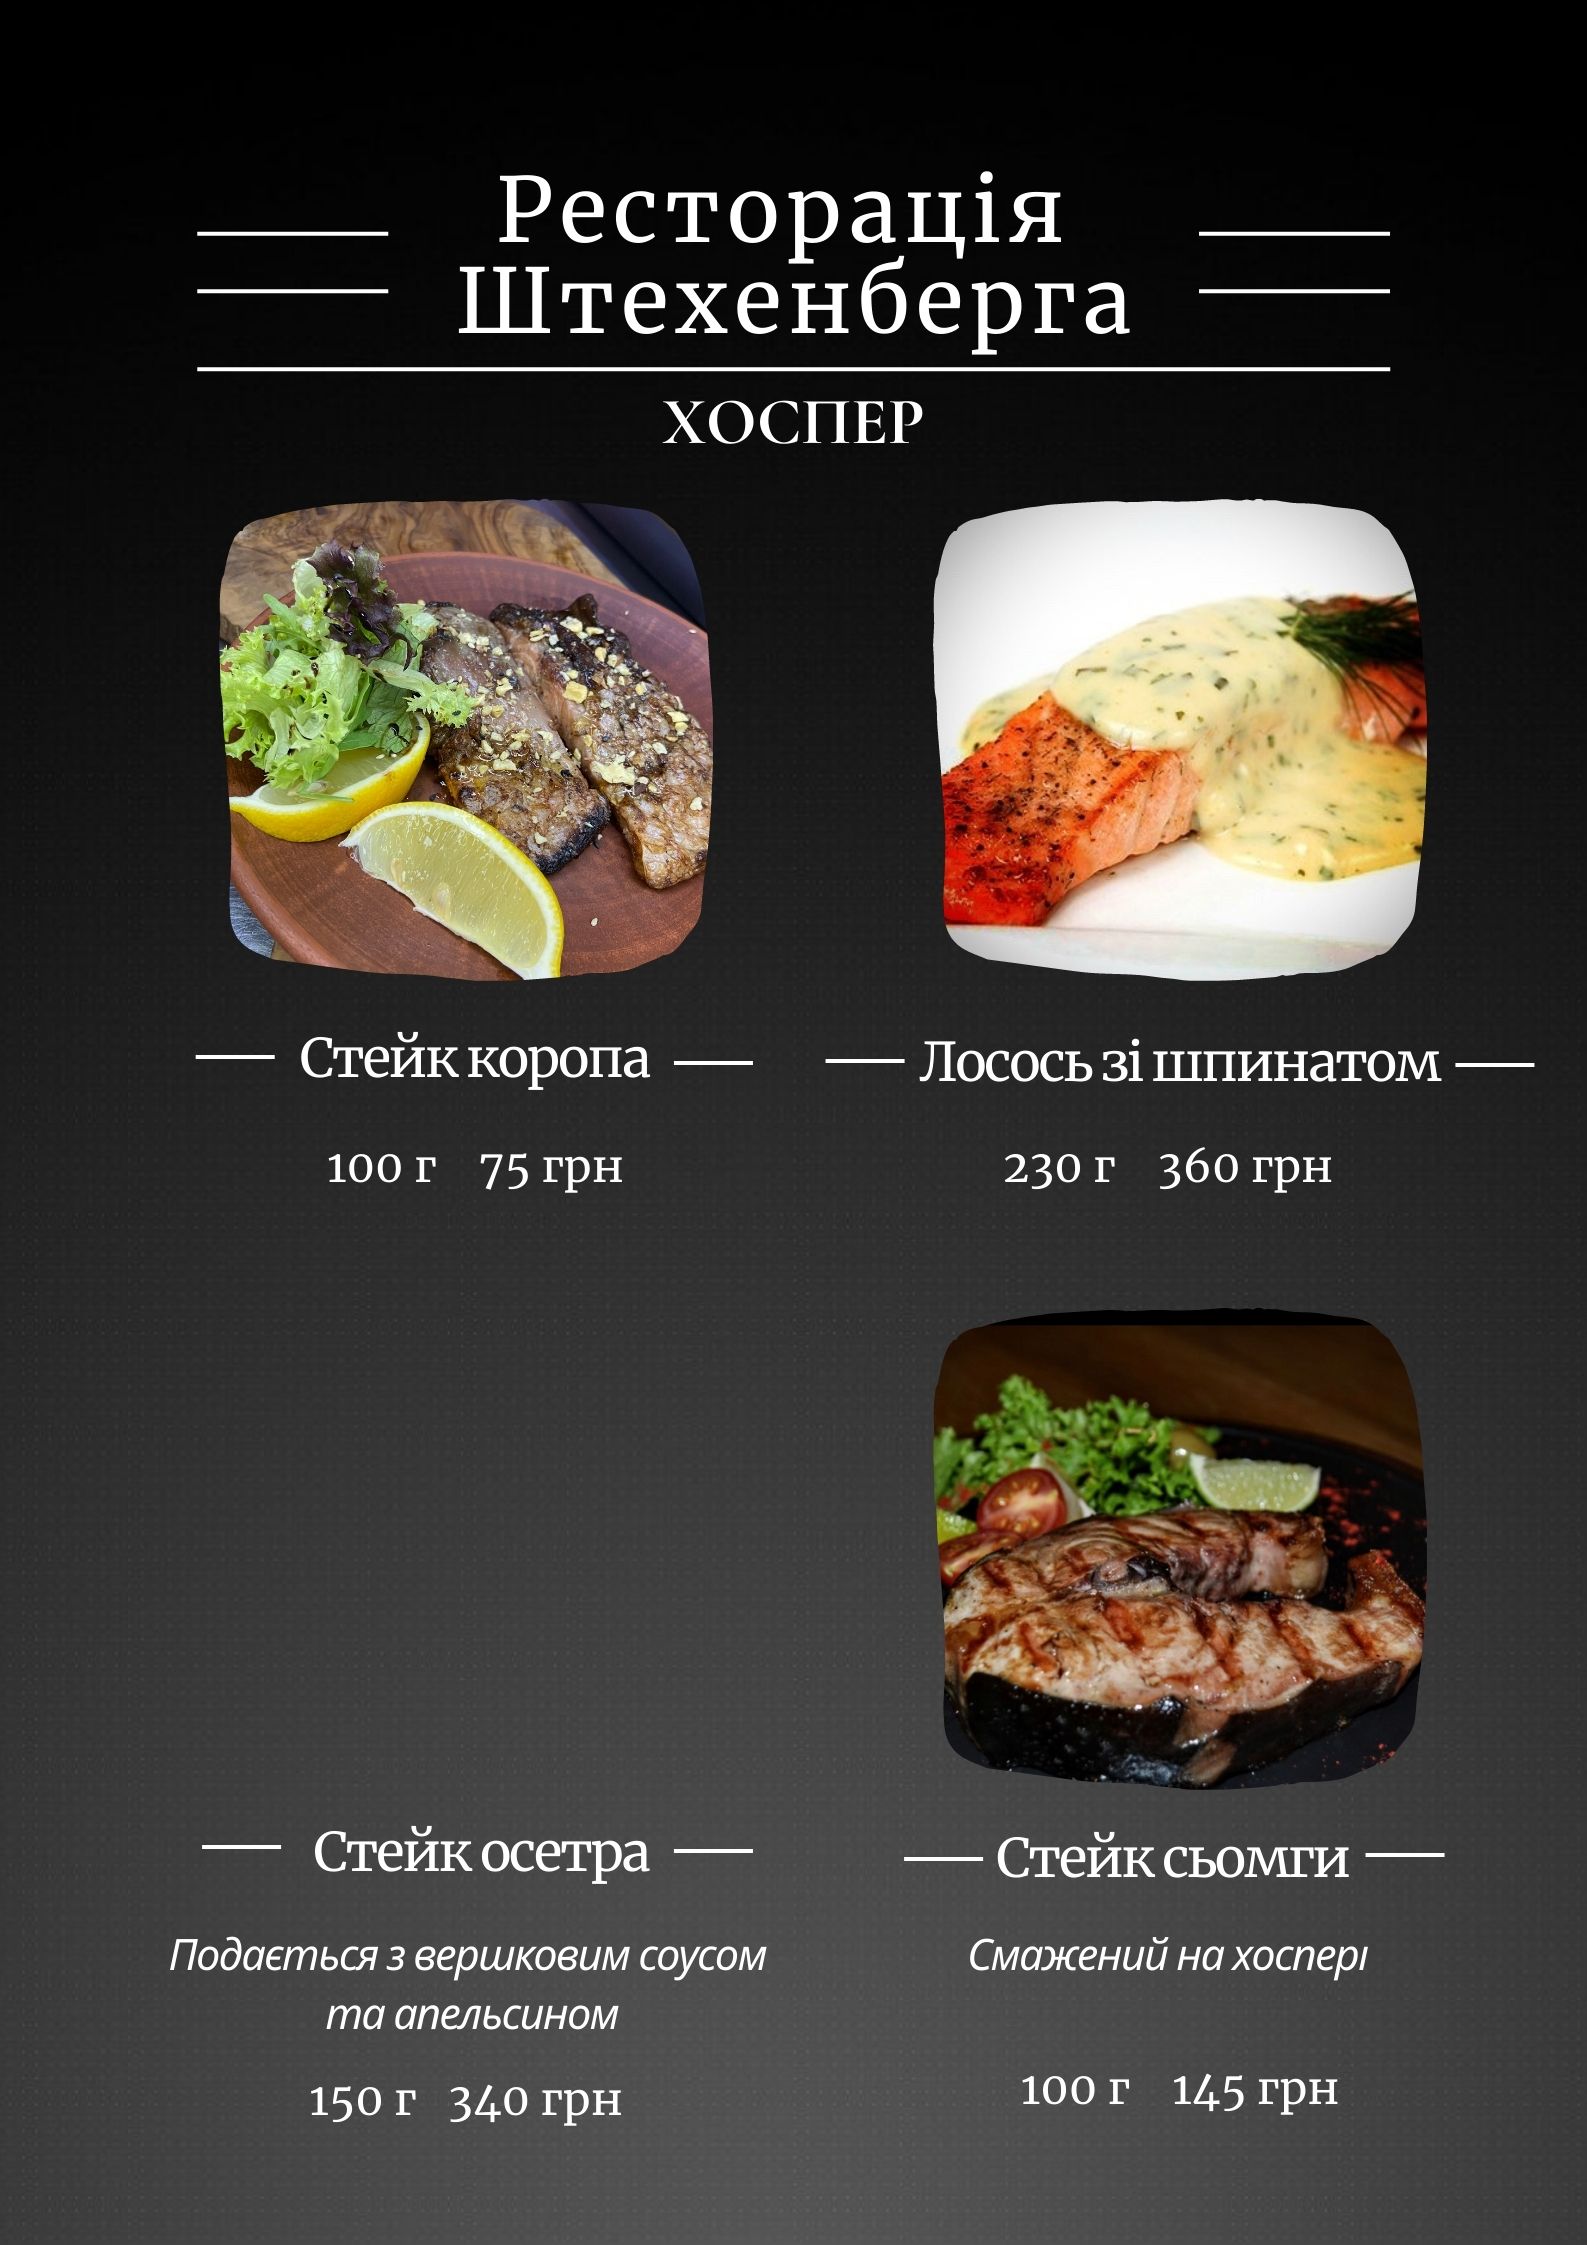 Ресторація
Штехенберга
ХОСПЕР
Стейк коропа
100 г 75 грн
Лосось зі шпинатом
230 г 360 грн
Стейк осетра
Подається з вершковим соусом
та апельсином
150 г 340 грн
Стейк сьомги
Смажений на хоспері
100 г 145 грн